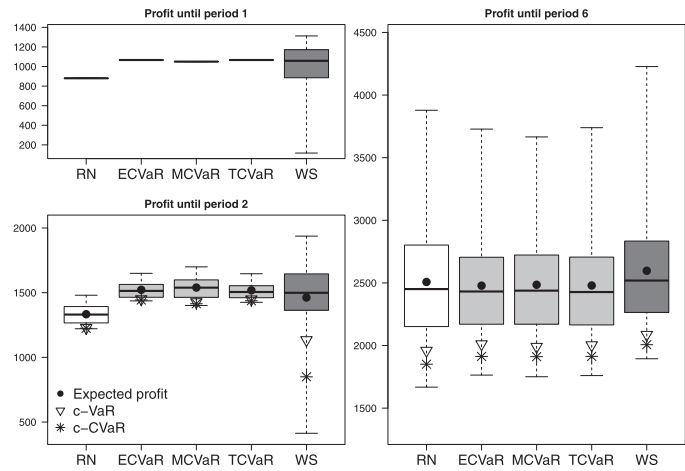 Profit until period 1
1400
1200
1000
800
600
400
200
RN ECVaR MCVaR TCVaR WS
Profit until period 2
2000
1500
1000
500
Expected profit
c-VaR
c-CVaR
RN ECVaR MCVaR TCVaR WS
Profit until period 6
4500
4000
3500
3000
2500
2000
1500
RN ECVaR MCVaR TCVaR WS